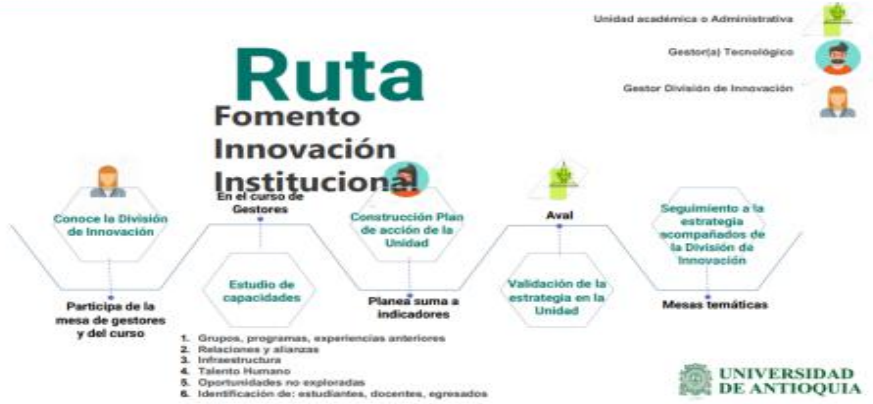 Unidad académica o Administrativa
Gestor(a) Tecnológico
Gestor División de Innovación
Ruta
Fomento
Innovación
Institucional
Conoce la División
de Innovación
Participa de la
mesa de gestores
y del curso
En el curso de
Gestores
Estudio de
capacidades
1. Grupos, programas, experiencias anteriores
2. Relaciones y alianzas
3. Infraestructura
4. Talento Humano
5. Oportunidades no exploradas
6. Identificación de: estudiantes, docentes, egresados
Construcción Plan
de acción de la
Unidad
Planea suma a
indicadores
Aval
Validación de la
estrategia en la
Unidad
Seguimiento a la
estrategia
acompañados de
la División de
Innovación
Mesas temáticas
UNIVERSIDAD
DE ANTIOQUIA